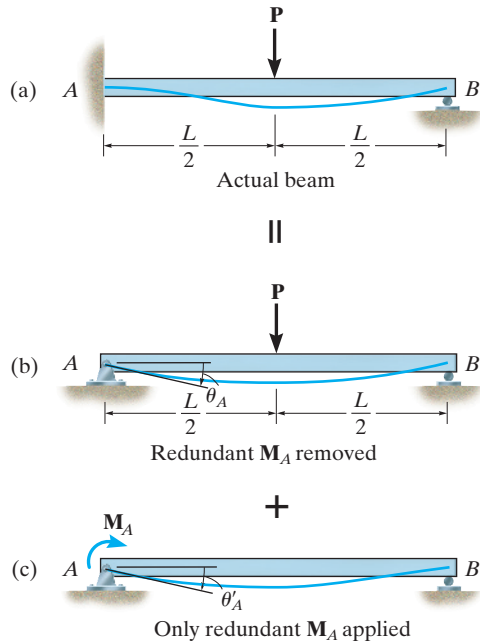 P
(a) A B
L/2 L/2
Actual beam
=
P
(b) A B
θ_A
L/2 L/2
Redundant M_A removed
+
M_A
(c) A B
θ'_A
Only redundant M_A applied